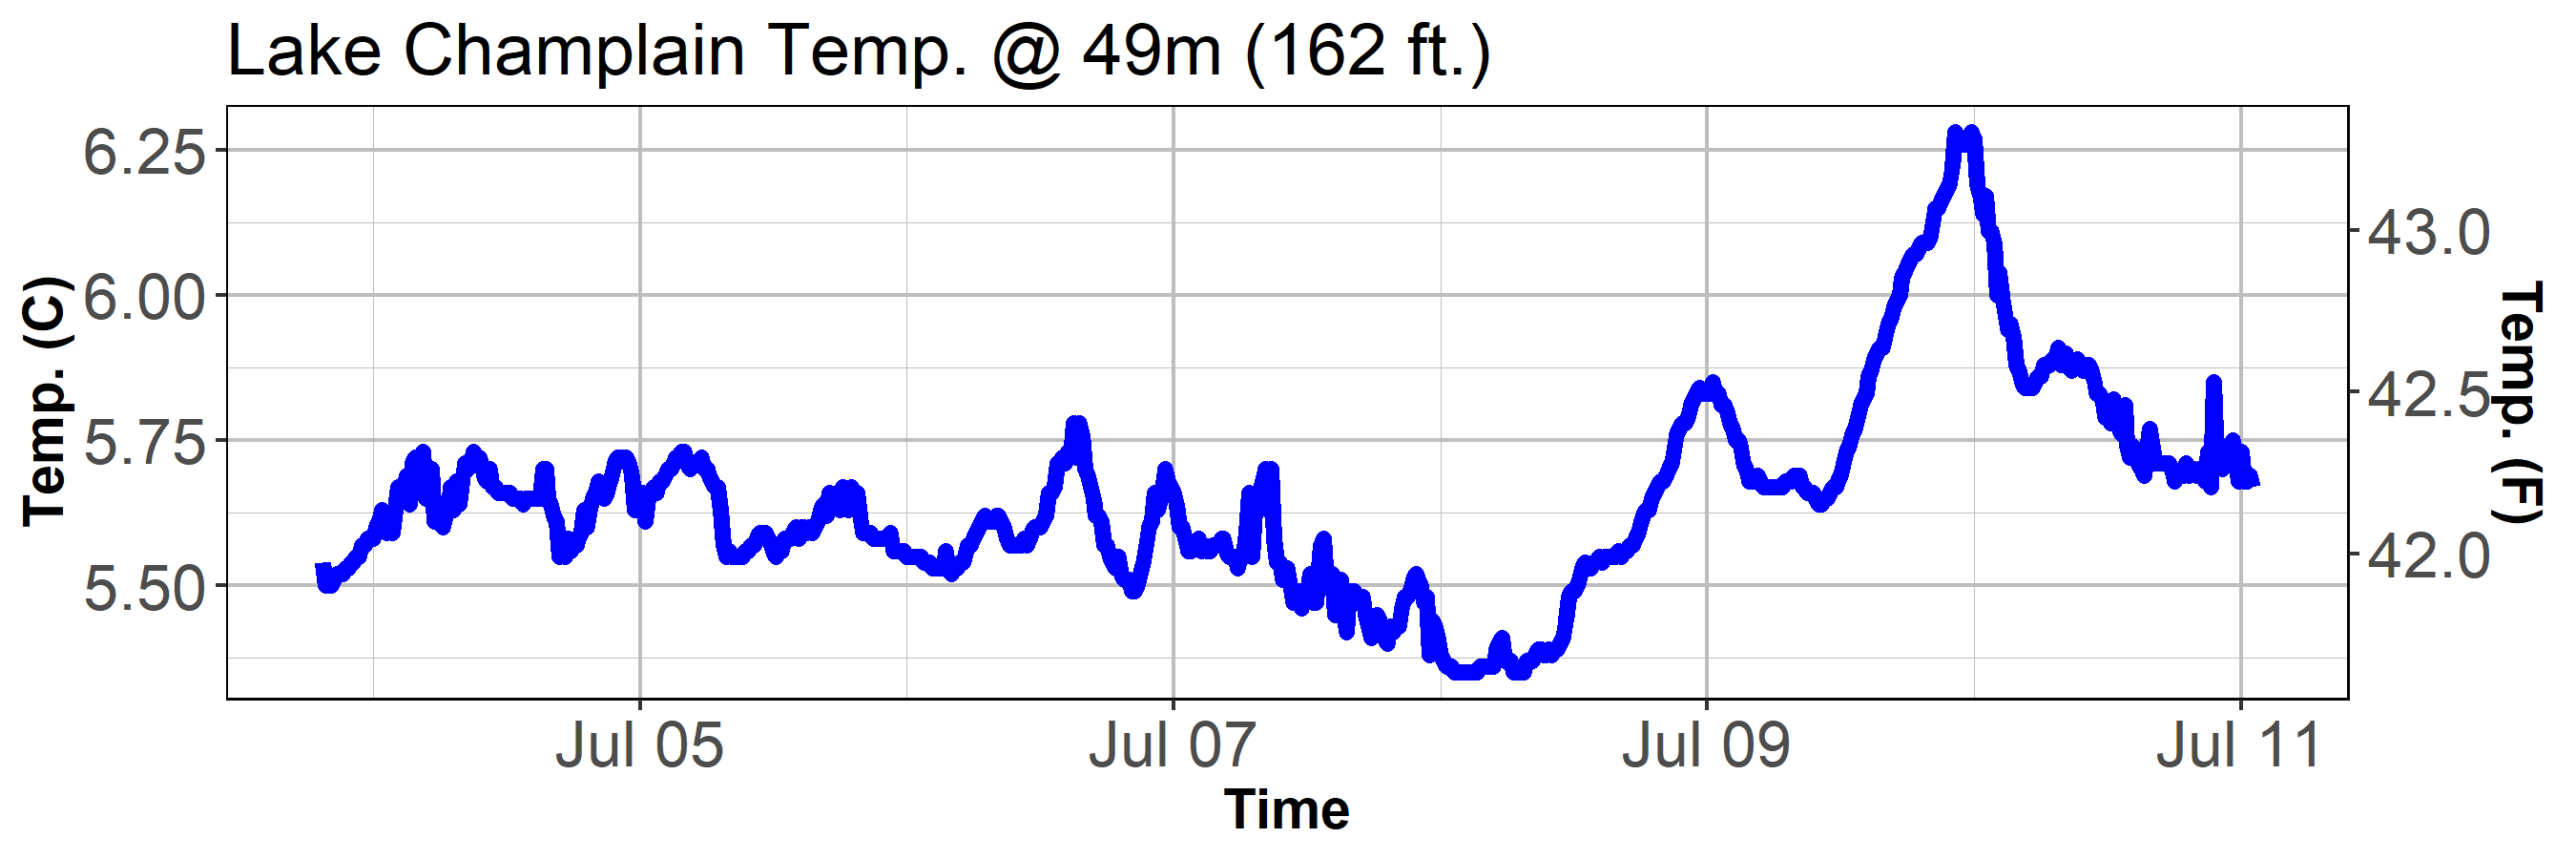 Lake Champlain Temp. @ 49m (162 ft.)
6.25
6.00
5.75
5.50
Temp. (C)
43.0
42.5
42.0
Temp. (F)
Jul 05 Jul 07 Jul 09 Jul 11
Time